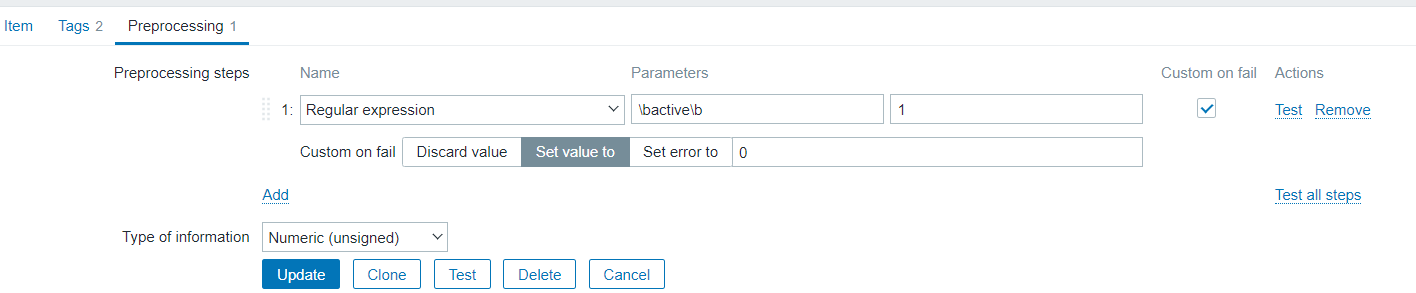 Item Tags 2 Preprocessing 1
Preprocessing steps Name Parameters Custom on fail Actions
1: Regular expression \bactive\b 1 Test Remove
Custom on fail Discard value Set value to Set error to 0
Add Test all steps
Type of information Numeric (unsigned)
Update Clone Test Delete Cancel